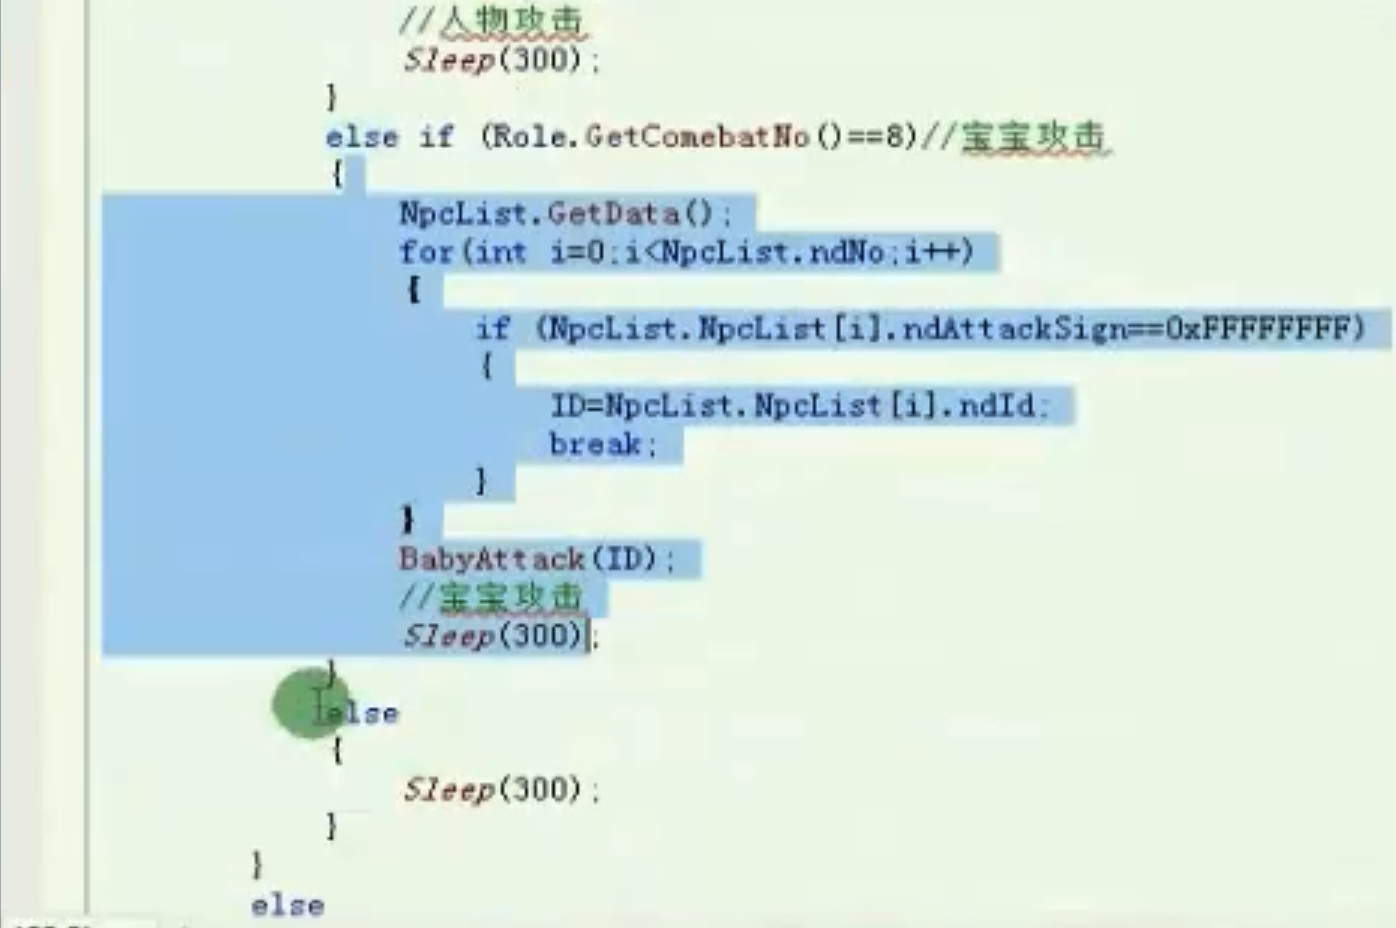 //人物攻击
Sleep(300);
}
else if (Role.GetComebatNo()==8)//宝宝攻击
{
NpcList.GetData();
for(int i=0;i<NpcList.ndNo;i++)
{
if (NpcList.NpcList[i].ndAttackSign==0xFFFFFFFF)
{
ID=NpcList.NpcList[i].ndId;
break;
}
}
BabyAttack(ID);
//宝宝攻击
Sleep(300);
}
else
{
Sleep(300);
}
}
else